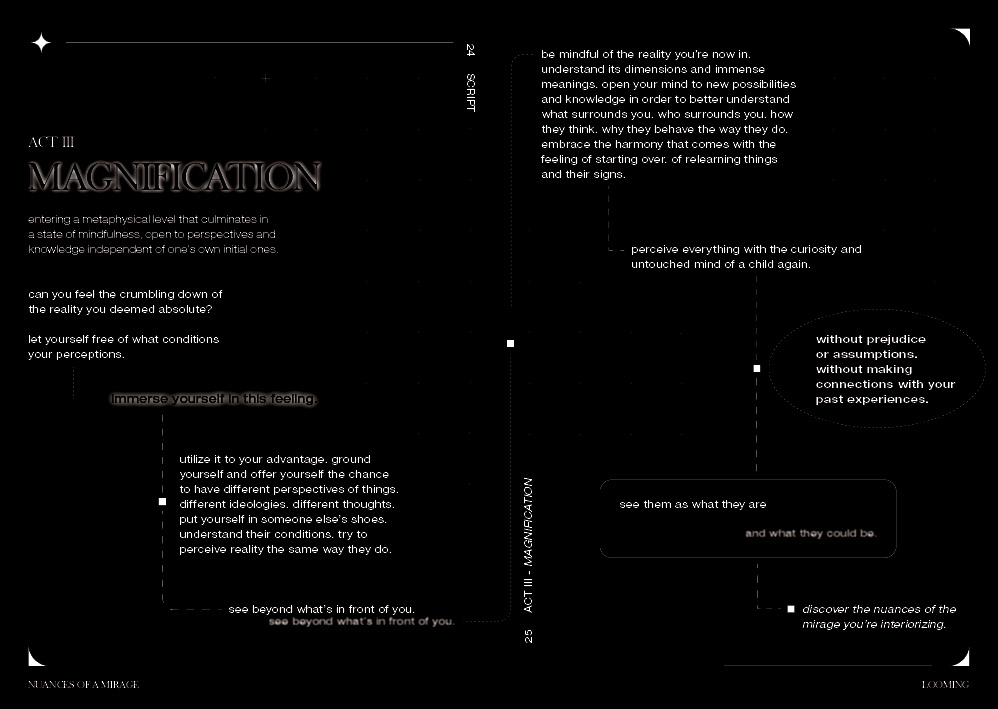 24 SCRIPT
ACT III
MAGNIFICATION
entering a metaphysical level that culminates in
a state of mindfulness, open to perspectives and
knowledge independent of one's own initial ones.
can you feel the crumbling down of
the reality you deemed absolute?
let yourself free of what conditions
your perceptions.
immerse yourself in this feeling.
utilize it to your advantage. ground
yourself and offer yourself the chance
to have different perspectives of things.
different ideologies. different thoughts.
put yourself in someone else's shoes.
understand their conditions. try to
perceive reality the same way they do.
see beyond what's in front of you.
see beyond what's in front of you.
NUANCES OF A MIRAGE
be mindful of the reality you're now in.
understand its dimensions and immense
meanings. open your mind to new possibilities
and knowledge in order to better understand
what surrounds you. who surrounds you. how
they think. why they behave the way they do.
embrace the harmony that comes with the
feeling of starting over. of relearning things
and their signs.
perceive everything with the curiosity and
untouched mind of a child again.
without prejudice
or assumptions.
without making
connections with your
past experiences.
see them as what they are
and what they could be.
discover the nuances of the
mirage you're interiorizing.
25 ACT III - MAGNIFICATION
LOOMING